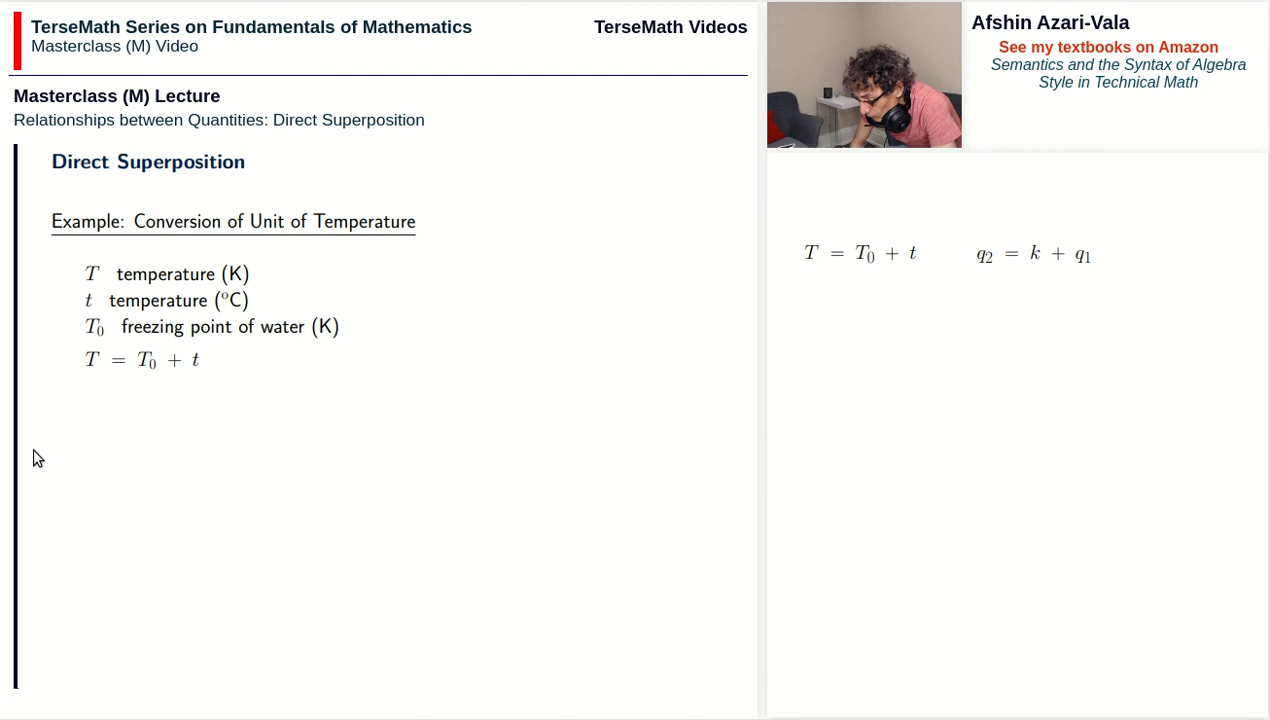 TerseMath Series on Fundamentals of Mathematics
Masterclass (M) Video
TerseMath Videos
Masterclass (M) Lecture
Relationships between Quantities: Direct Superposition
Direct Superposition
Example: Conversion of Unit of Temperature
T temperature (K)
t temperature (°C)
T₀ freezing point of water (K)
T = T₀ + t
Afshin Azari-Vala
See my textbooks on Amazon
Semantics and the Syntax of Algebra
Style in Technical Math
T = T₀ + t q₂ = k + q₁